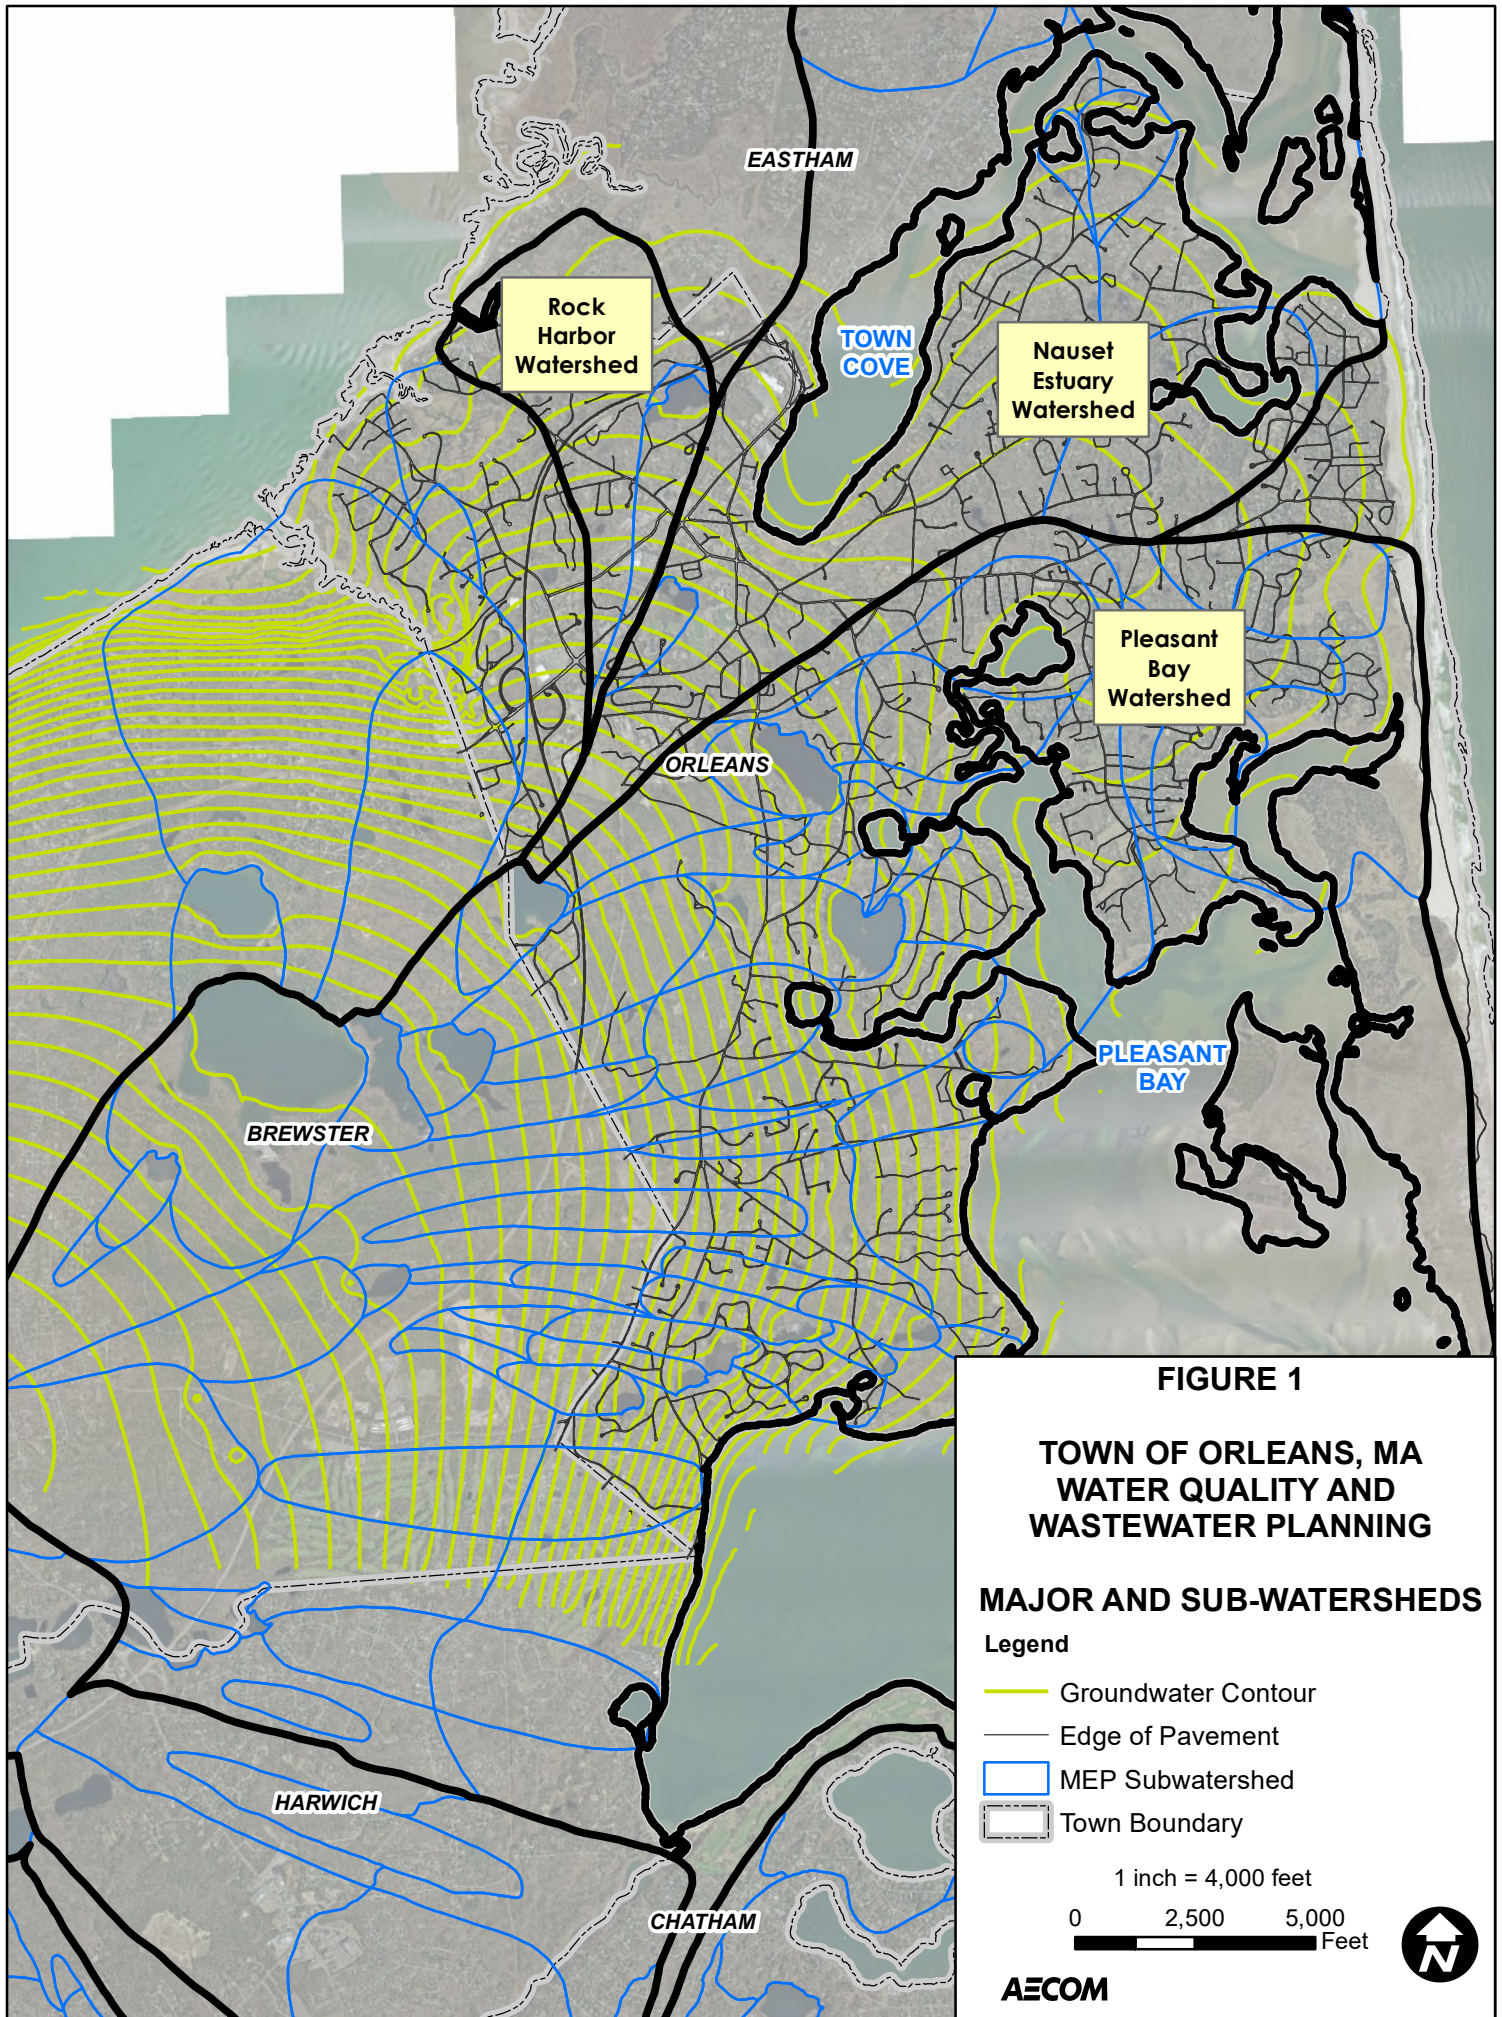 EASTHAM
Rock
Harbor
Watershed
TOWN
COVE
Nauset
Estuary
Watershed
Pleasant
Bay
Watershed
ORLEANS
PLEASANT
BAY
BREWSTER
HARWICH
CHATHAM
FIGURE 1
TOWN OF ORLEANS, MA
WATER QUALITY AND
WASTEWATER PLANNING
MAJOR AND SUB-WATERSHEDS
Legend
Groundwater Contour
Edge of Pavement
MEP Subwatershed
Town Boundary
1 inch = 4,000 feet
0 2,500 5,000
Feet
N
AECOM